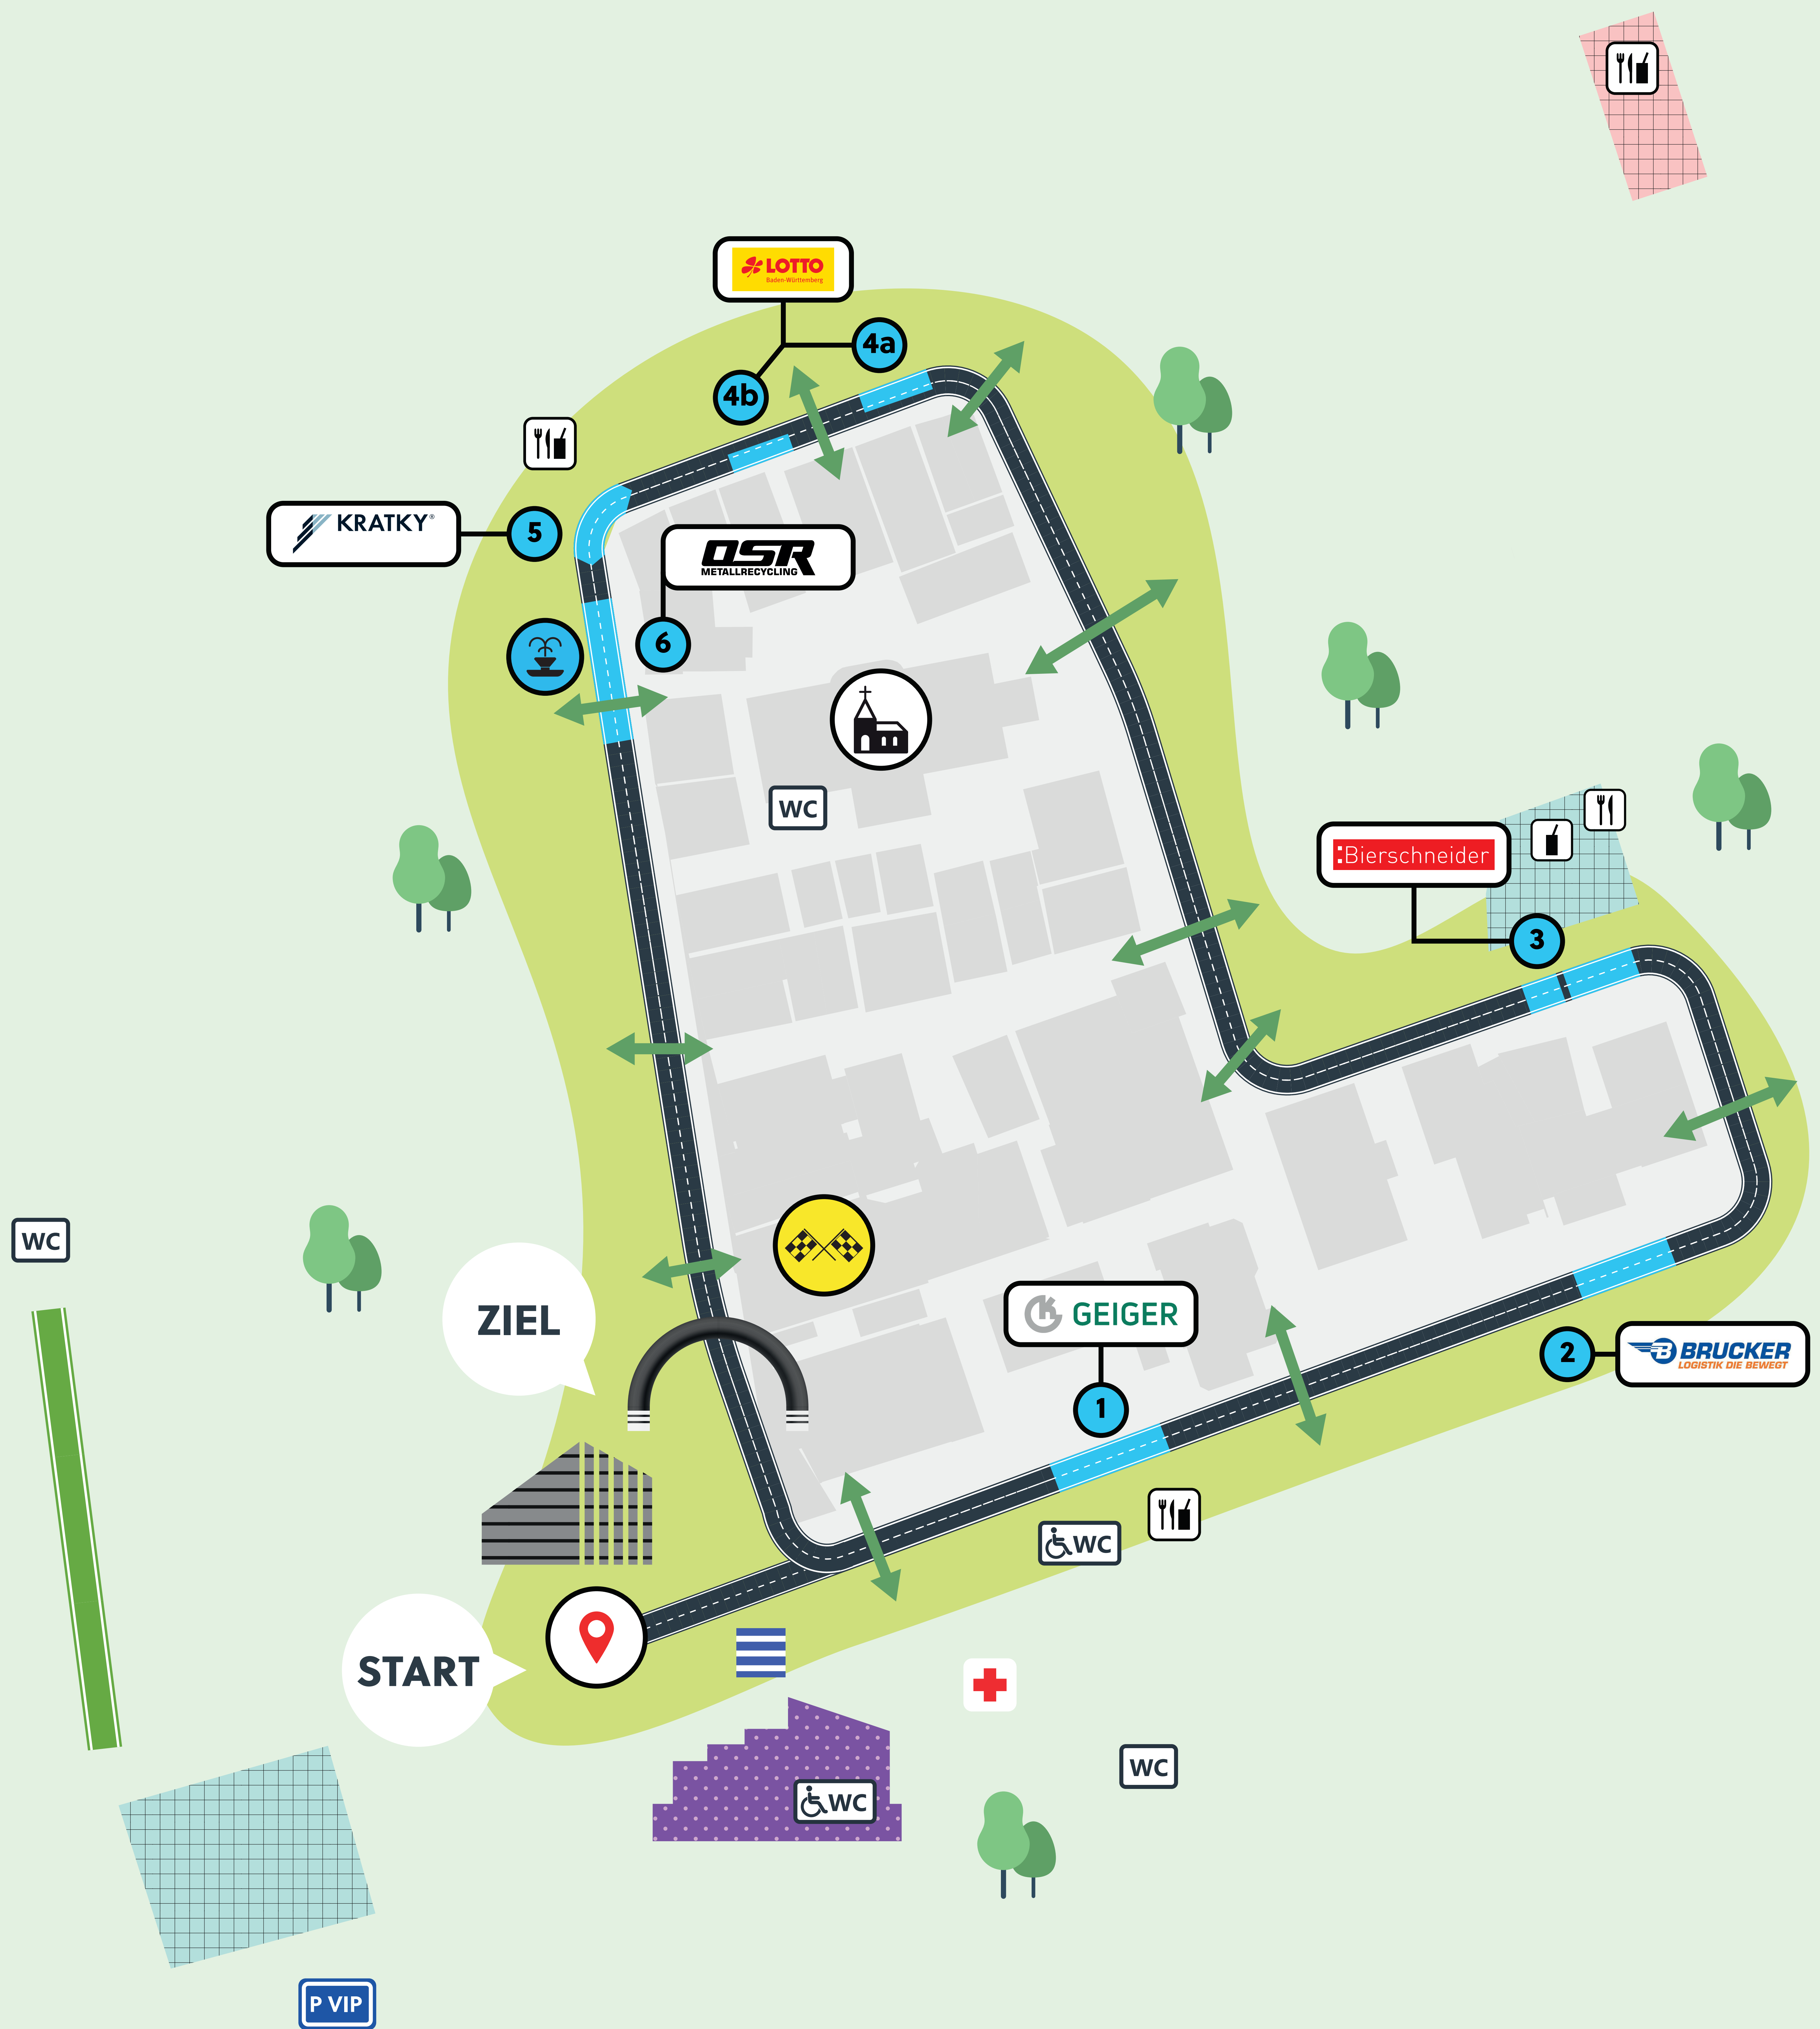 LOTTO
Baden-Württemberg
4a
4b
KRATKY®
5
OSR
METALLRECYCLING
6
WC
:Bierschneider
3
WC
ZIEL
GEIGER
1
2
B BRUCKER
LOGISTIK DIE BEWEGT
WC
START
WC
WC
P VIP